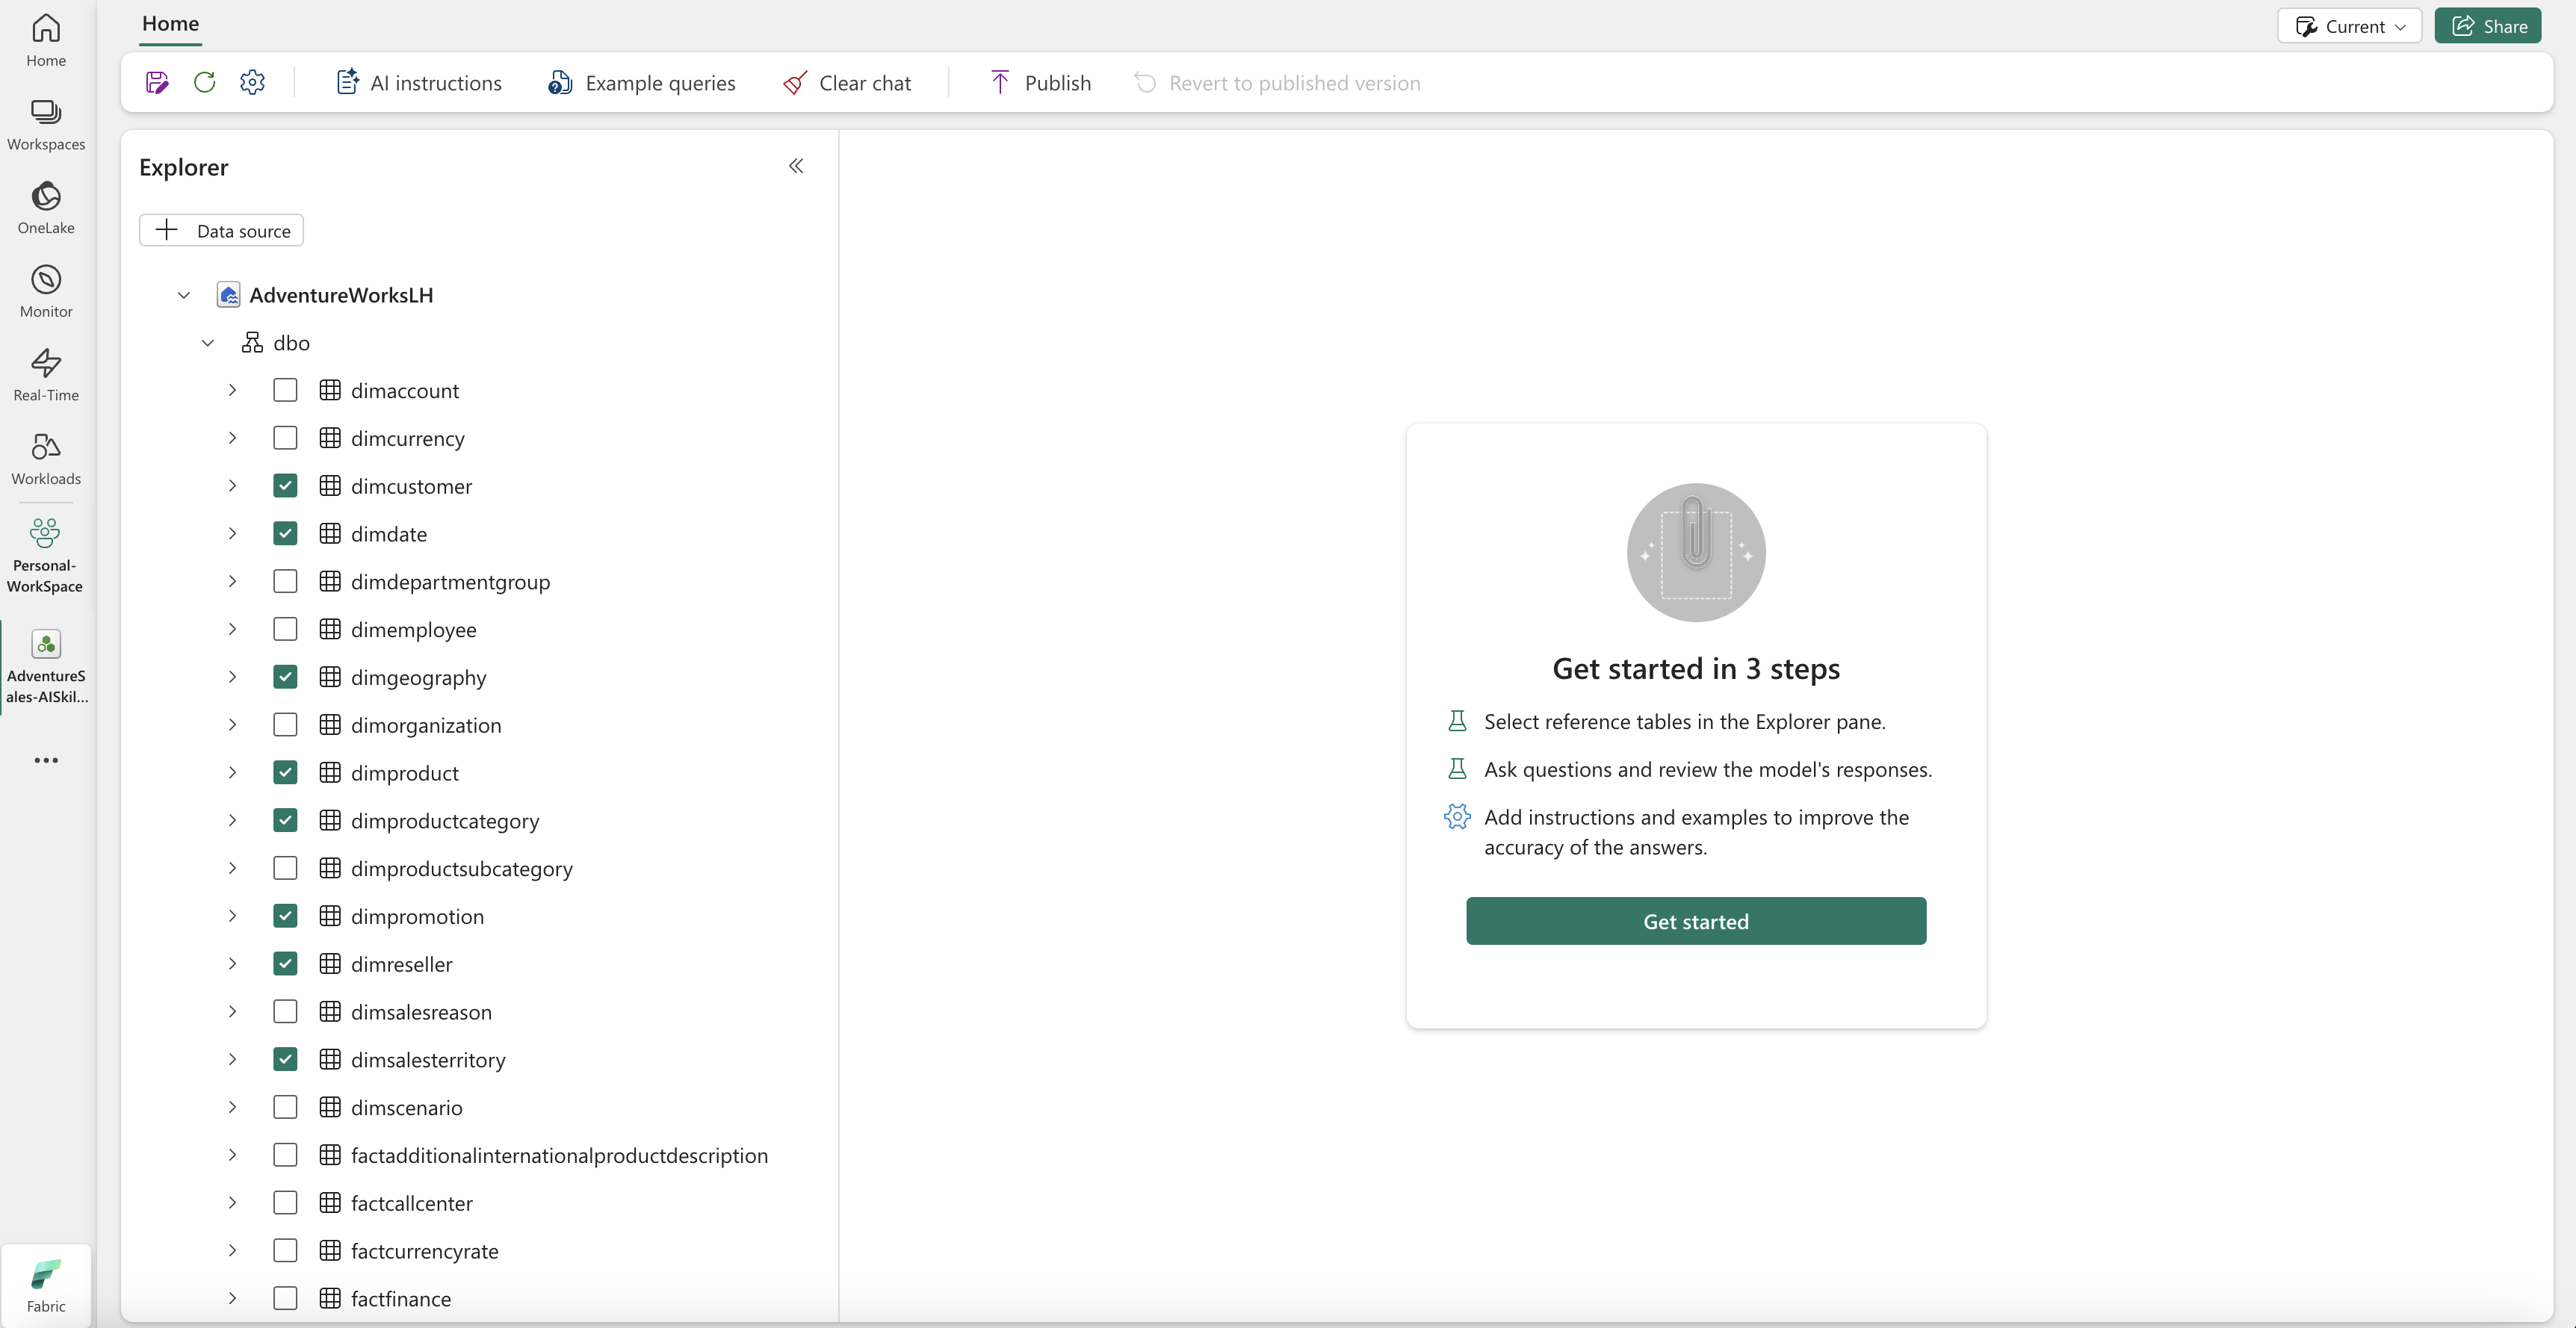 Home
Workspaces
OneLake
Monitor
Real-Time
Workloads
Personal-
WorkSpace
AdventureS
ales-AISkil...
Fabric
Home
Current
Share
AI instructions
Example queries
Clear chat
Publish
Revert to published version
Explorer
Data source
AdventureWorksLH
dbo
dimaccount
dimcurrency
dimcustomer
dimdate
dimdepartmentgroup
dimemployee
dimgeography
dimorganization
dimproduct
dimproductcategory
dimproductsubcategory
dimpromotion
dimreseller
dimsalesreason
dimsalesterritory
dimscenario
factadditionalinternationalproductdescription
factcallcenter
factcurrencyrate
factfinance
Get started in 3 steps
Select reference tables in the Explorer pane.
Ask questions and review the model's responses.
Add instructions and examples to improve the
accuracy of the answers.
Get started